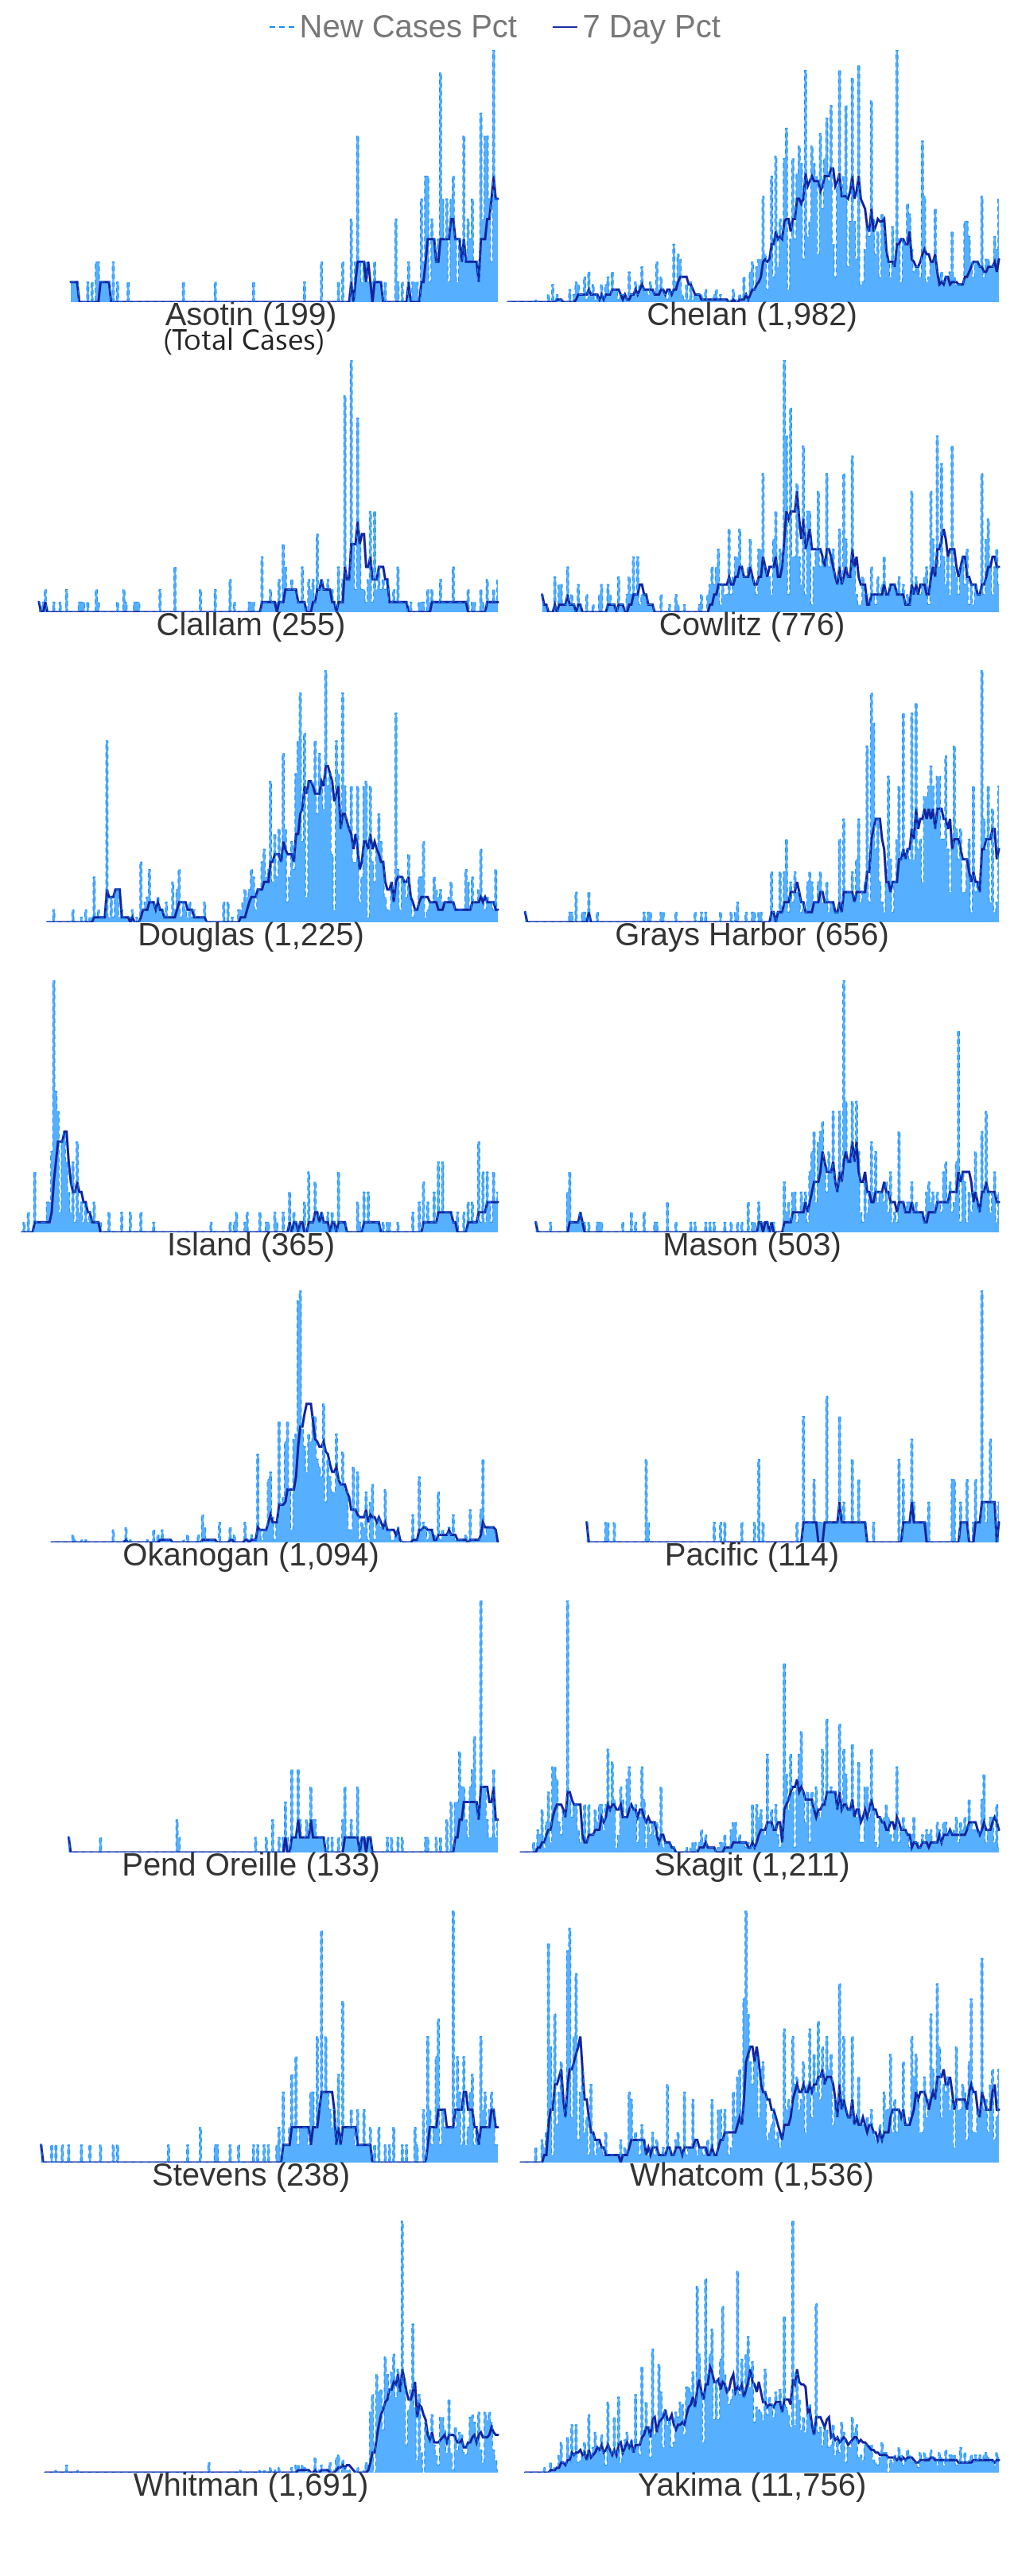 New Cases Pct 7 Day Pct
Asotin (199) Chelan (1,982)
(Total Cases)
Clallam (255) Cowlitz (776)
Douglas (1,225) Grays Harbor (656)
Island (365) Mason (503)
Okanogan (1,094) Pacific (114)
Pend Oreille (133) Skagit (1,211)
Stevens (238) Whatcom (1,536)
Whitman (1,691) Yakima (11,756)